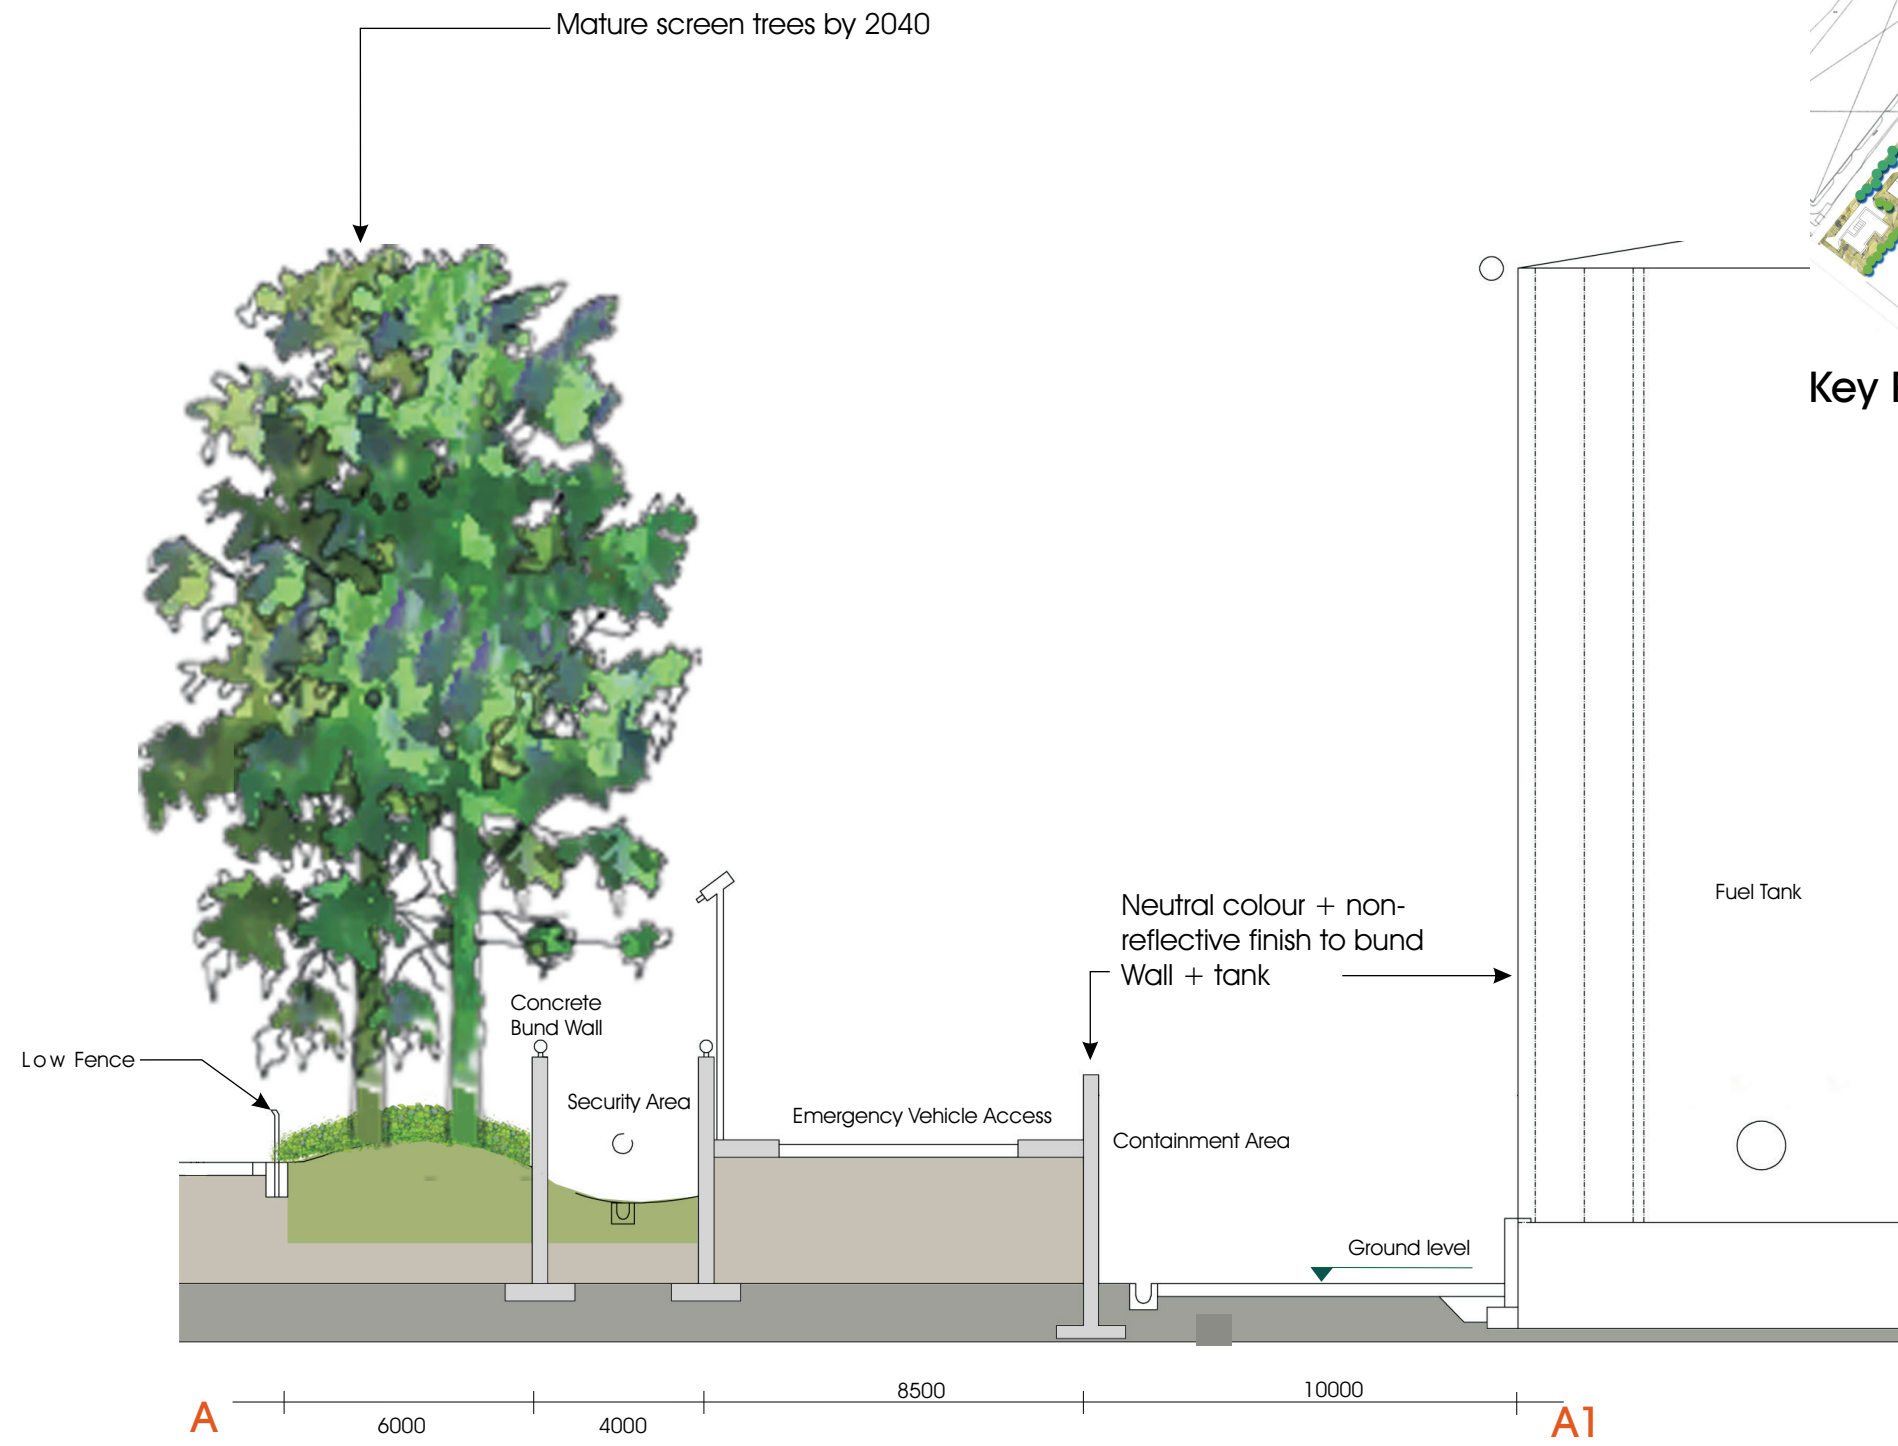 Mature screen trees by 2040
Key
Fuel Tank
Neutral colour + non-
reflective finish to bund
Wall + tank
Concrete
Bund Wall
Low Fence
Security Area
Emergency Vehicle Access
Containment Area
Ground level
8500
10000
A
6000
4000
A1